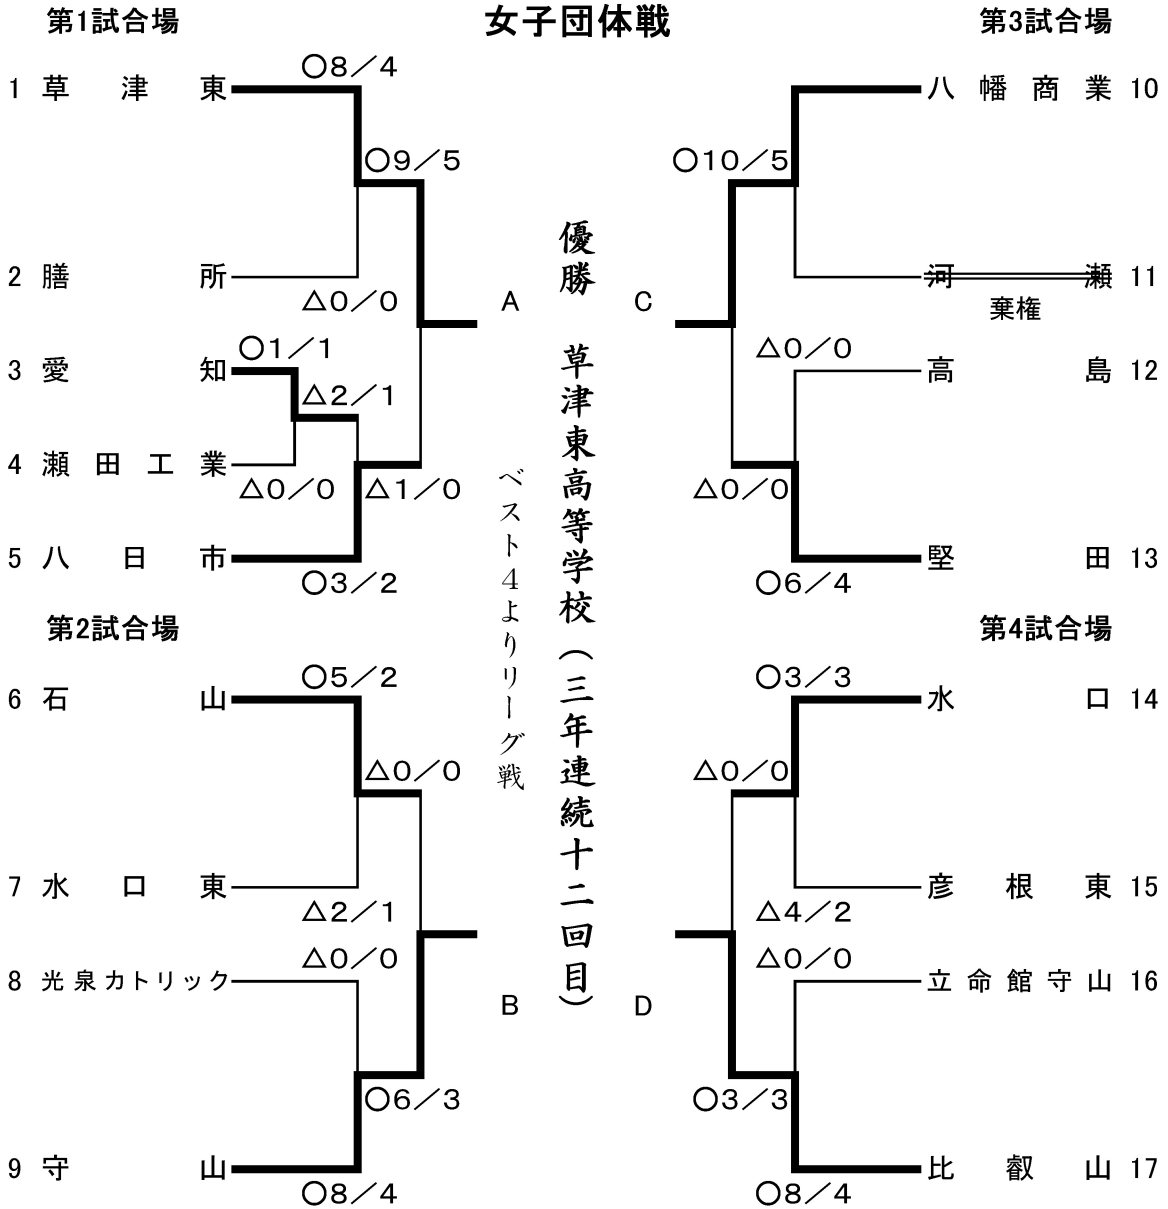 女子団体戦
第1試合場
○8／4
1 草津東
○9／5
2 膳所
△0／0
A
○1／1
3 愛知
△2／1
4 瀬田工業
△0／0
△1／0
5 八日市
○3／2
第2試合場
○5／2
6 石山
△0／0
7 水口東
△2／1
△0／0
8 光泉カトリック
B
○6／3
9 守山
○8／4
優勝 草津東高等学校（三年連続十二回目）
ベスト4よりリーグ戦
第3試合場
八幡商業 10
○10／5
河瀬 11
棄権
C
△0／0
高島 12
△0／0
堅田 13
○6／4
第4試合場
○3／3
水口 14
△0／0
彦根東 15
△4／2
△0／0
立命館守山 16
D
○3／3
比叡山 17
○8／4